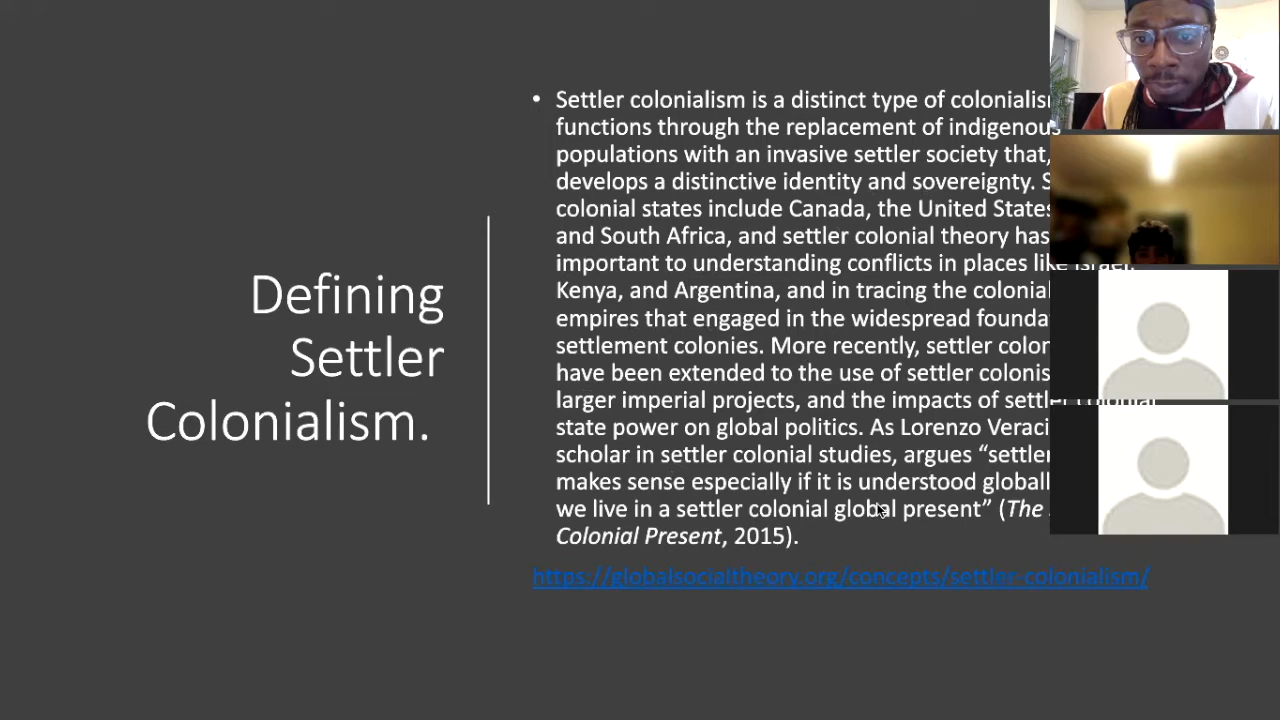 Defining
Settler
Colonialism.
• Settler colonialism is a distinct type of colonialism
functions through the replacement of indigenous
populations with an invasive settler society that,
develops a distinctive identity and sovereignty.
colonial states include Canada, the United States
and South Africa, and settler colonial theory has
important to understanding conflicts in places like Israel,
Kenya, and Argentina, and in tracing the colonial
empires that engaged in the widespread
settlement colonies. More recently, settler
have been extended to the use of settler
larger imperial projects, and the impacts of settler colonial
state power on global politics. As Lorenzo
scholar in settler colonial studies, argues “settler
makes sense especially if it is understood
we live in a settler colonial global present” (The
Colonial Present, 2015).
https://globalsocialtheory.org/concepts/settler-colonialism/